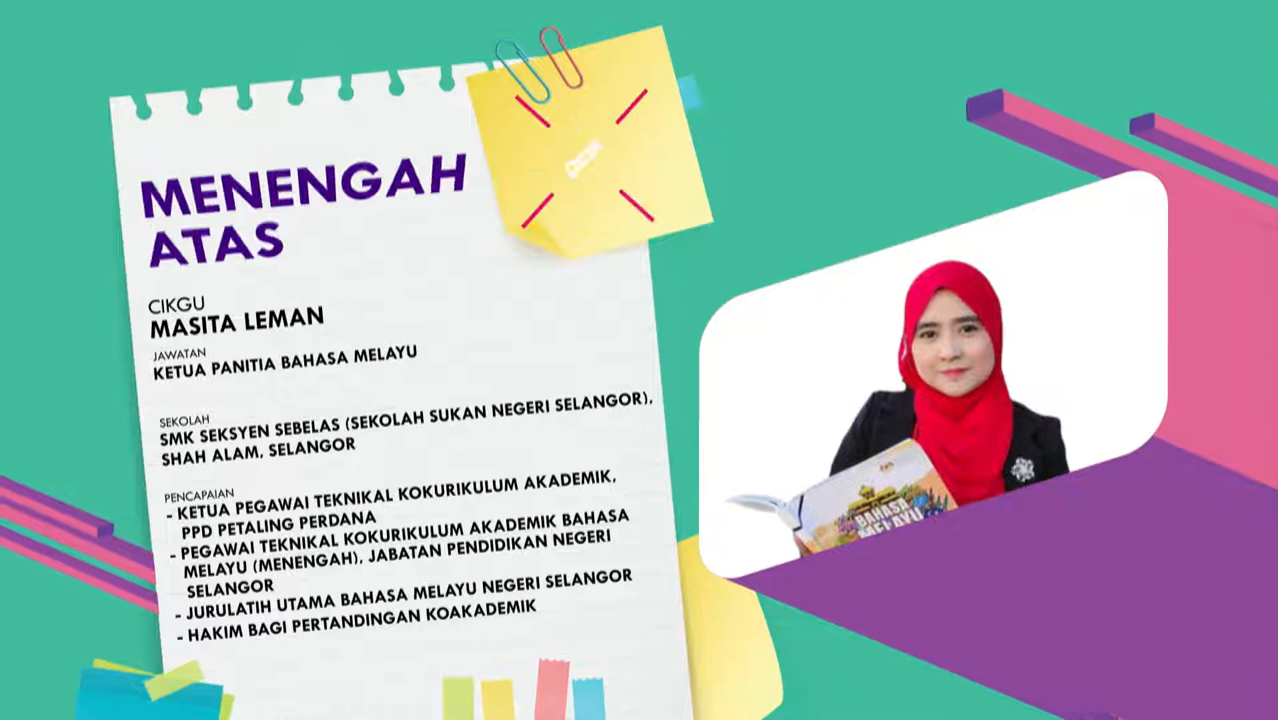 MENENGAH
ATAS
CIKGU
MASITA LEMAN
JAWATAN
KETUA PANITIA BAHASA MELAYU
SEKOLAH
SMK SEKSYEN SEBELAS (SEKOLAH SUKAN NEGERI SELANGOR),
SHAH ALAM, SELANGOR
PENCAPAIAN
- KETUA PEGAWAI TEKNIKAL KOKURIKULUM AKADEMIK,
PPD PETALING PERDANA
- PEGAWAI TEKNIKAL KOKURIKULUM AKADEMIK BAHASA
MELAYU (MENENGAH), JABATAN PENDIDIKAN NEGERI
SELANGOR
- JURULATIH UTAMA BAHASA MELAYU NEGERI SELANGOR
- HAKIM BAGI PERTANDINGAN KOAKADEMIK
BAHASA
MELAYU